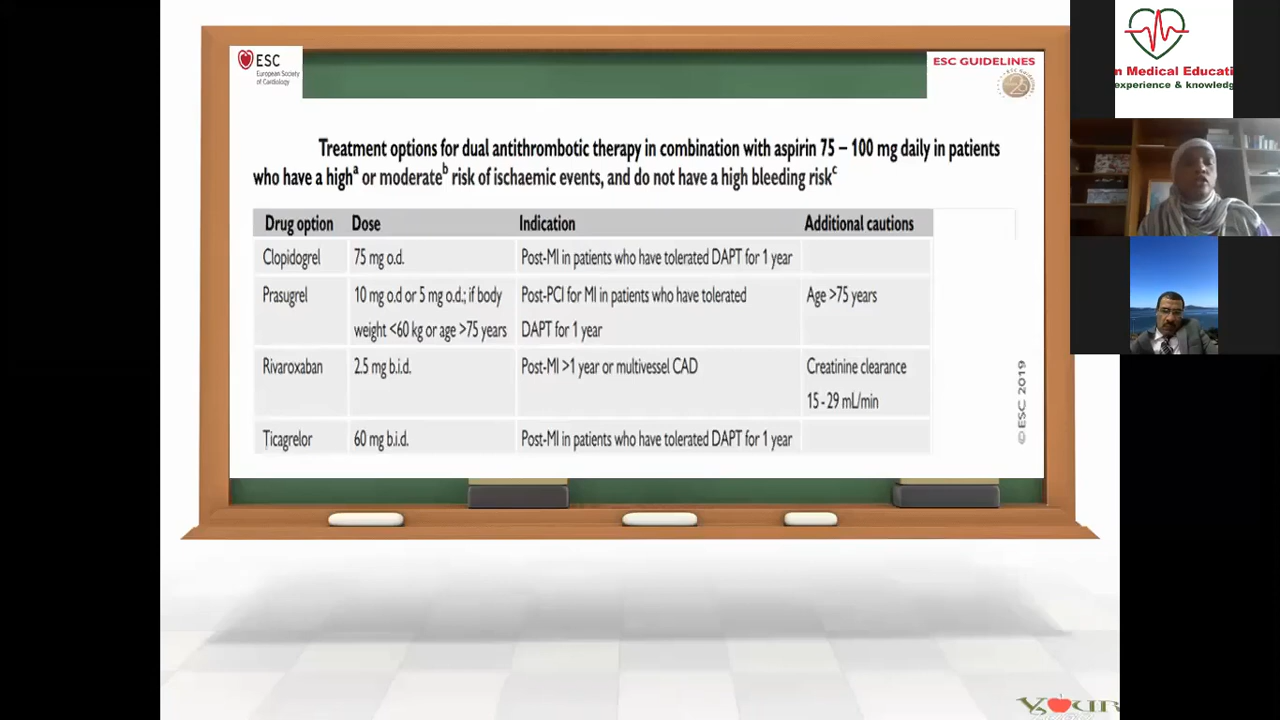 ESC
European Society
of Cardiology
ESC GUIDELINES
Treatment options for dual antithrombotic therapy in combination with aspirin 75 – 100 mg daily in patients
who have a highᵃ or moderateᵇ risk of ischaemic events, and do not have a high bleeding riskᶜ
Drug option Dose Indication Additional cautions
Clopidogrel 75 mg o.d. Post-MI in patients who have tolerated DAPT for 1 year
Prasugrel 10 mg o.d or 5 mg o.d.; if body Post-PCI for MI in patients who have tolerated Age >75 years
weight <60 kg or age >75 years DAPT for 1 year
Rivaroxaban 2.5 mg b.i.d. Post-MI >1 year or multivessel CAD Creatinine clearance
15 - 29 mL/min
Ticagrelor 60 mg b.i.d. Post-MI in patients who have tolerated DAPT for 1 year
© ESC 2019
n Medical Educati
experience & knowledg
YOUR